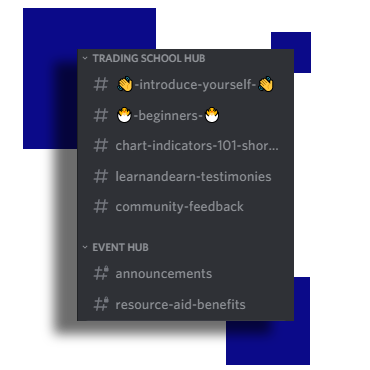 TRADING SCHOOL HUB
# 👏-introduce-yourself-👏
# 🐣-beginners-🐣
# chart-indicators-101-shor...
# learnandearn-testimonies
# community-feedback
EVENT HUB
# announcements
# resource-aid-benefits